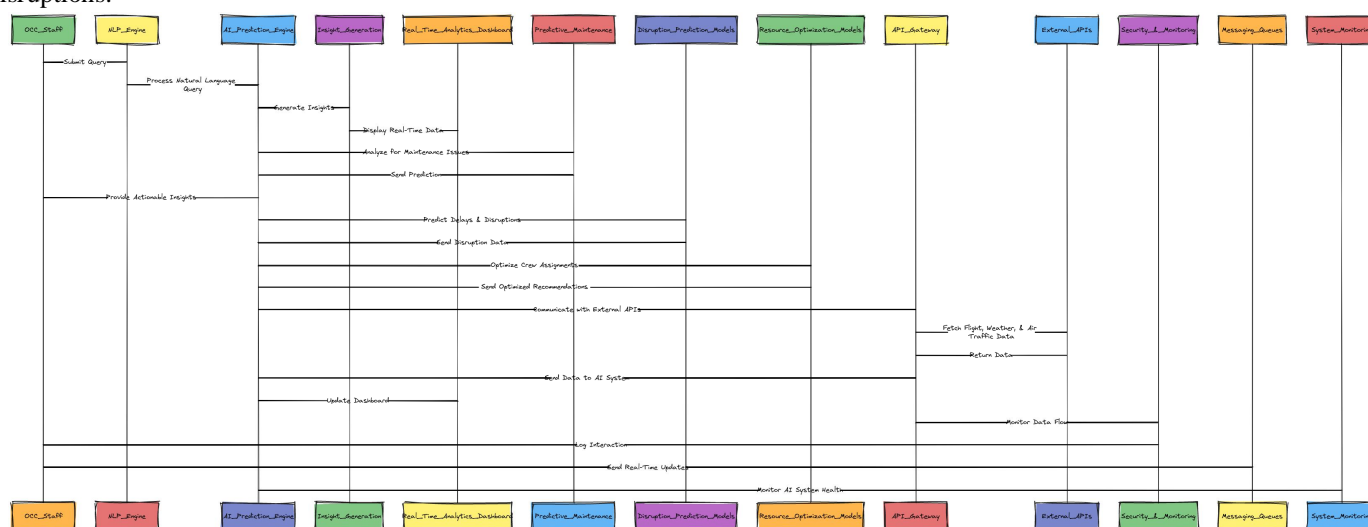 isruptions.
OCC_Staff
NLP_Engine
AI_Prediction_Engine
Insight_Generation
Real_Time_Analytics_Dashboard
Predictive_Maintenance
Disruption_Prediction_Models
Resource_Optimization_Models
API_Gateway
External_APIs
Security_&_Monitoring
Messaging_Queues
System_Monitorin
Submit Query
Process Natural Language
Query
Generate Insights
Display Real-Time Data
Analyze for Maintenance Issues
Send Prediction
Provide Actionable Insights
Predict Delays & Disruptions
Send Disruption Data
Optimize Crew Assignments
Send Optimized Recommendations
Communicate with External APIs
Fetch Flight, Weather, & Air
Traffic Data
Return Data
Send Data to AI System
Update Dashboard
Monitor Data Flow
Log Interaction
Send Real-Time Updates
Monitor AI System Health
OCC_Staff
NLP_Engine
AI_Prediction_Engine
Insight_Generation
Real_Time_Analytics_Dashboard
Predictive_Maintenance
Disruption_Prediction_Models
Resource_Optimization_Models
API_Gateway
External_APIs
Security_&_Monitoring
Messaging_Queues
System_Monitorin